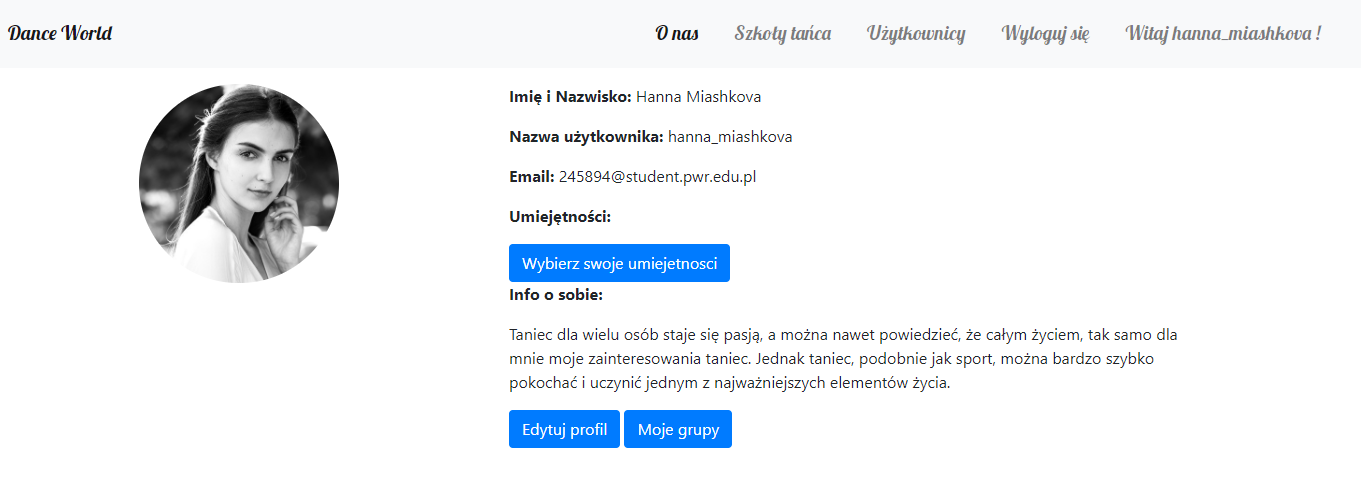 Dance World O nas Szkoły tańca Użytkownicy Wyloguj się Witaj hanna_miashkova !
Imię i Nazwisko: Hanna Miashkova
Nazwa użytkownika: hanna_miashkova
Email: 245894@student.pwr.edu.pl
Umiejętności:
Wybierz swoje umiejetnosci
Info o sobie:
Taniec dla wielu osób staje się pasją, a można nawet powiedzieć, że całym życiem, tak samo dla
mnie moje zainteresowania taniec. Jednak taniec, podobnie jak sport, można bardzo szybko
pokochać i uczynić jednym z najważniejszych elementów życia.
Edytuj profil Moje grupy